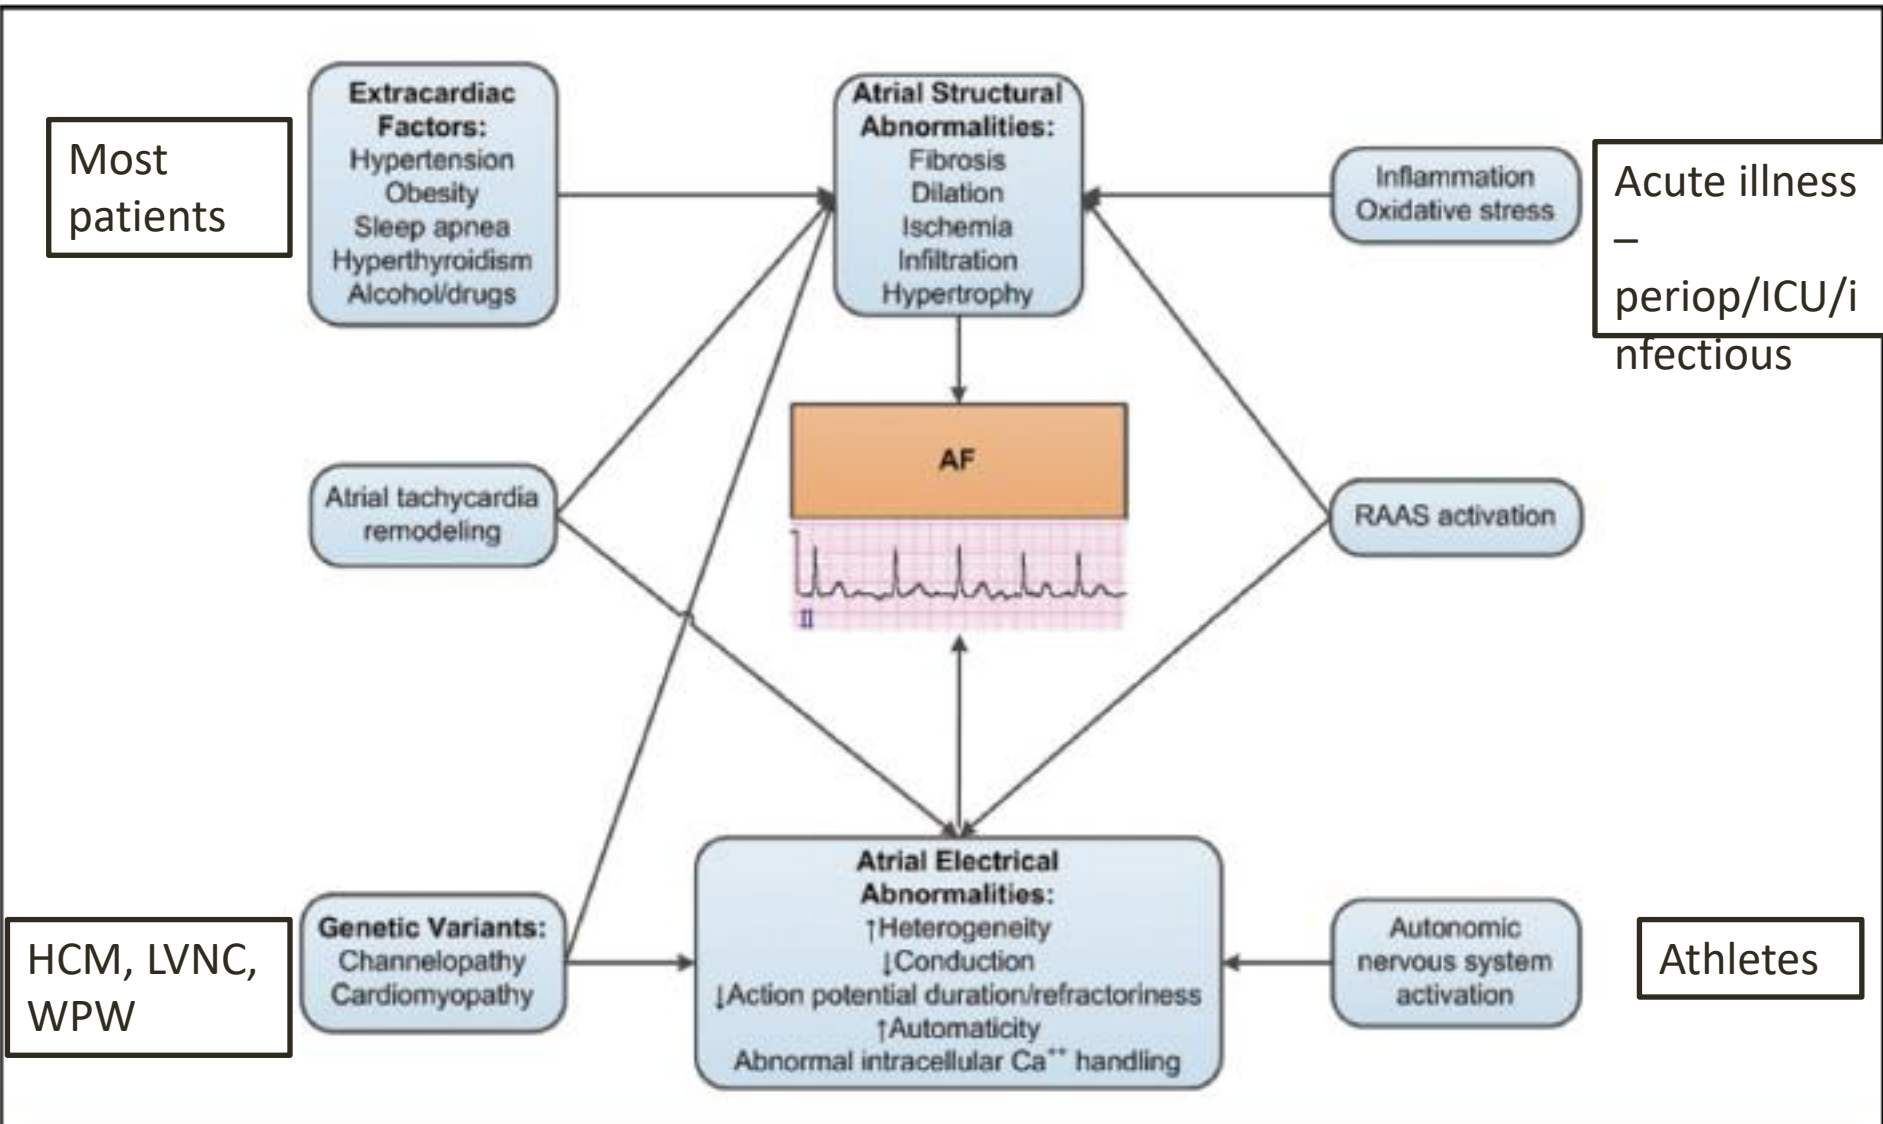 Most
patients
Extracardiac
Factors:
Hypertension
Obesity
Sleep apnea
Hyperthyroidism
Alcohol/drugs
Atrial Structural
Abnormalities:
Fibrosis
Dilation
Ischemia
Infiltration
Hypertrophy
Inflammation
Oxidative stress
Acute illness
–
periop/ICU/i
nfectious
Atrial tachycardia
remodeling
AF
II
RAAS activation
HCM, LVNC,
WPW
Genetic Variants:
Channelopathy
Cardiomyopathy
Atrial Electrical
Abnormalities:
↑Heterogeneity
↓Conduction
↓Action potential duration/refractoriness
↑Automaticity
Abnormal intracellular Ca⁺⁺ handling
Autonomic
nervous system
activation
Athletes